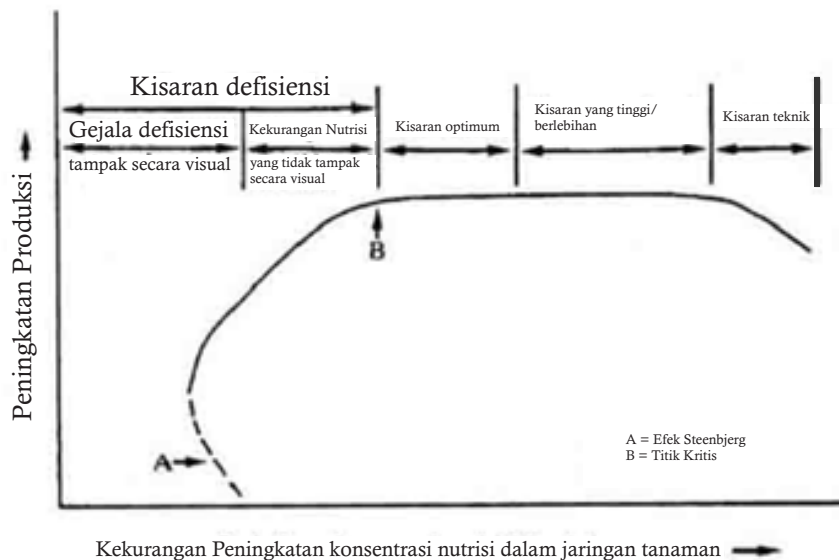 Kisaran defisiensi
Gejala defisiensi
tampak secara visual
Kekurangan Nutrisi
yang tidak tampak
secara visual
Kisaran optimum
Kisaran yang tinggi/
berlebihan
Kisaran teknik
Peningkatan Produksi
B
A
A = Efek Steenbjerg
B = Titik Kritis
Kekurangan Peningkatan konsentrasi nutrisi dalam jaringan tanaman